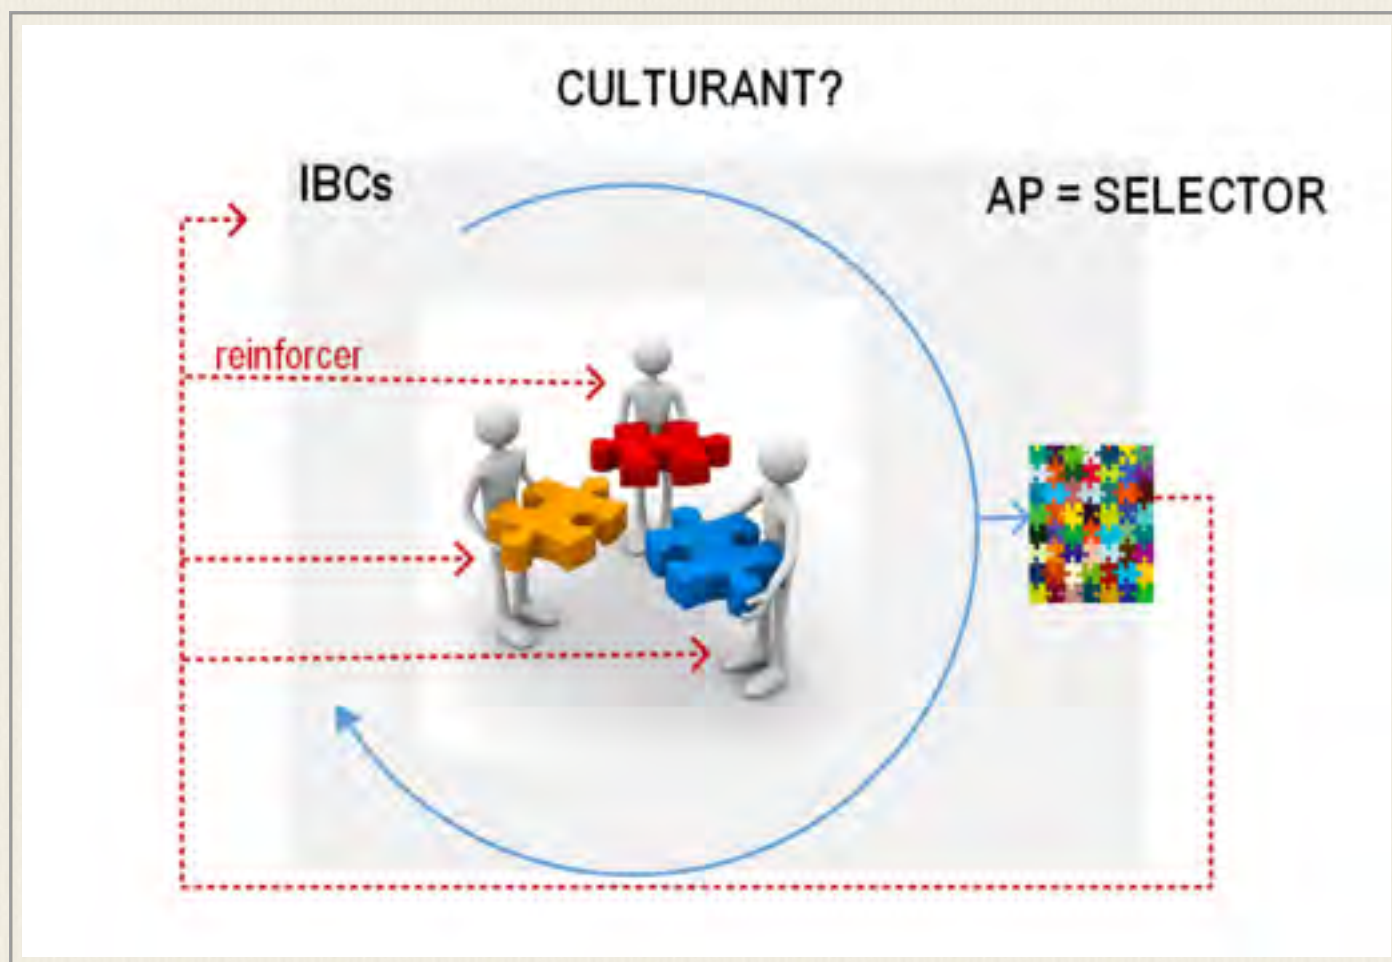 CULTURANT?
IBCs
AP = SELECTOR
reinforcer